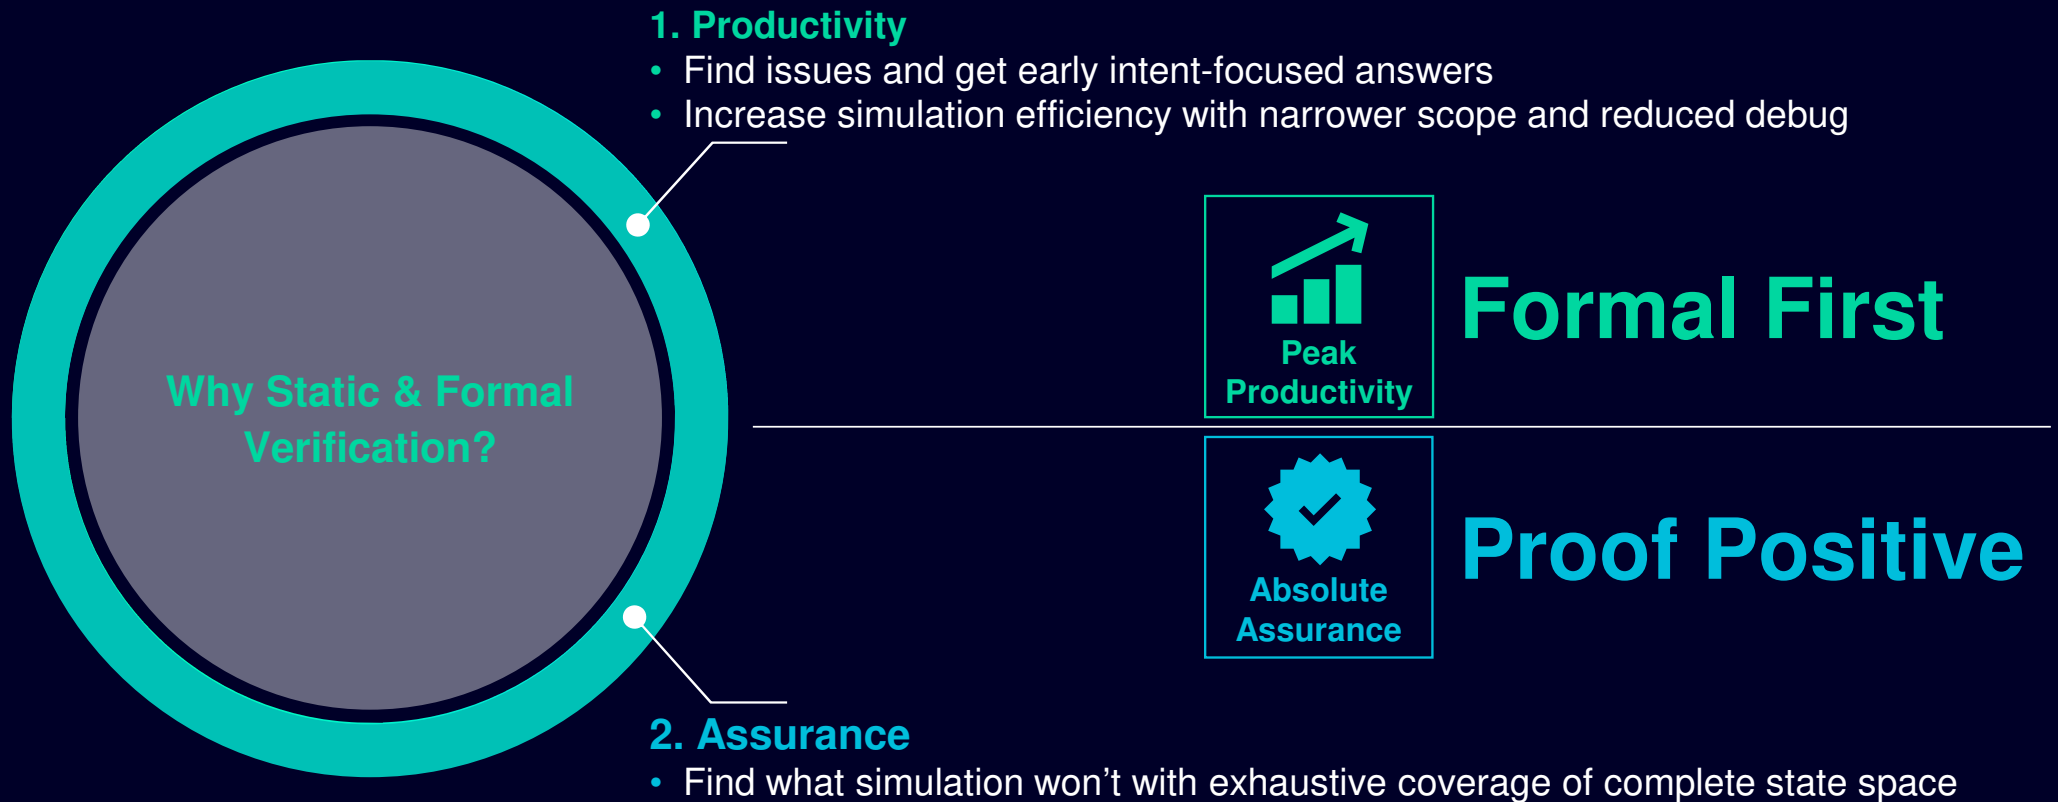 1. Productivity
• Find issues and get early intent-focused answers
• Increase simulation efficiency with narrower scope and reduced debug
Why Static & Formal
Verification?
Peak
Productivity
Formal First
Absolute
Assurance
Proof Positive
2. Assurance
• Find what simulation won’t with exhaustive coverage of complete state space